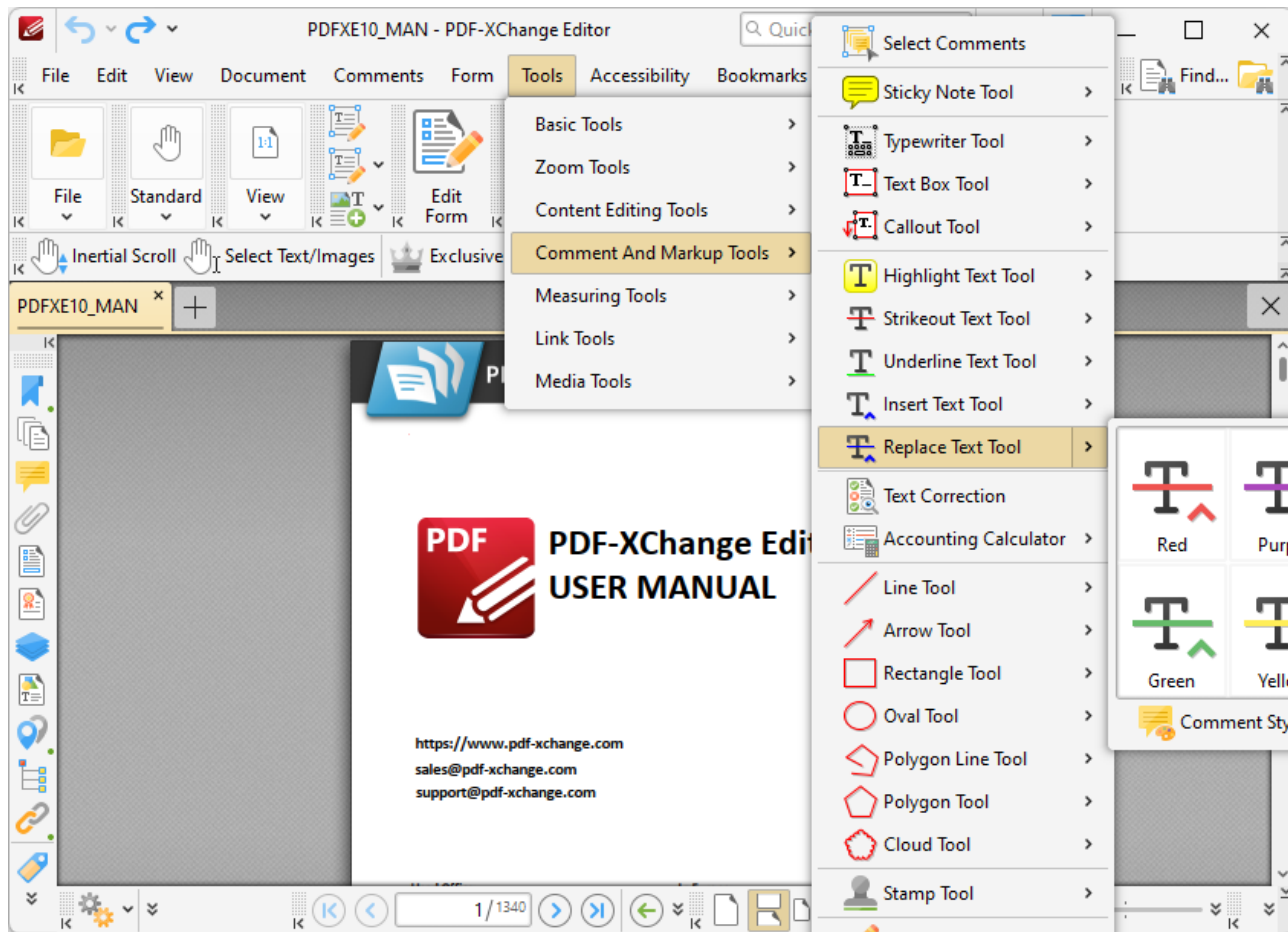 PDFXE10_MAN - PDF-XChange Editor
File Edit View Document Comments Form Tools Accessibility Bookmarks
Find...
File
Standard
View
1:1
Edit
Form
Inertial Scroll
Select Text/Images
Exclusive
PDFXE10_MAN
Basic Tools
Zoom Tools
Content Editing Tools
Comment And Markup Tools
Measuring Tools
Link Tools
Media Tools
Select Comments
Sticky Note Tool
Typewriter Tool
Text Box Tool
Callout Tool
Highlight Text Tool
Strikeout Text Tool
Underline Text Tool
Insert Text Tool
Replace Text Tool
Text Correction
Accounting Calculator
Line Tool
Arrow Tool
Rectangle Tool
Oval Tool
Polygon Line Tool
Polygon Tool
Cloud Tool
Stamp Tool
Red
Green
Comment
PDF
PDF-XChange
USER MANUAL
https://www.pdf-xchange.com
sales@pdf-xchange.com
support@pdf-xchange.com
1/1340